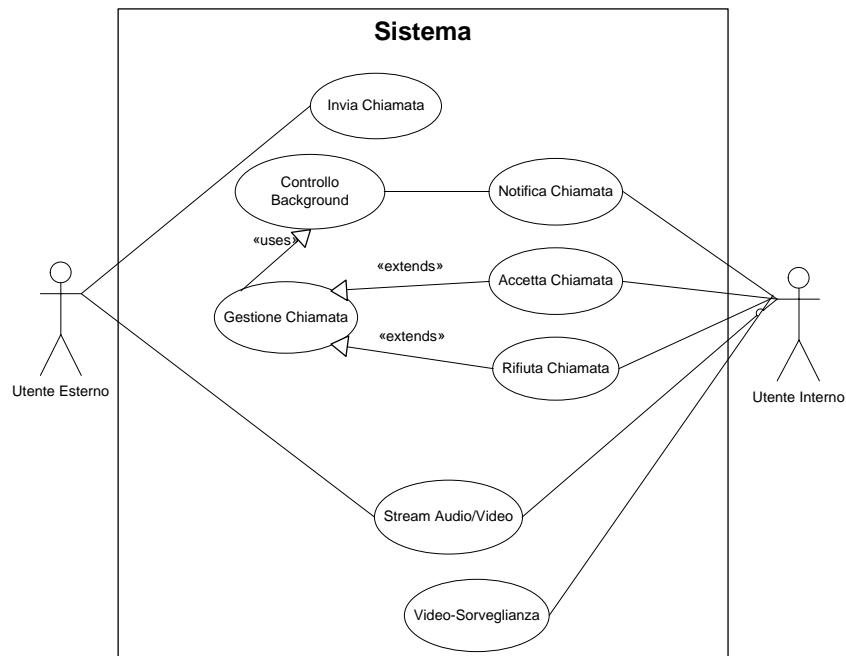 Sistema
Invia Chiamata
Controllo
Background
Notifica Chiamata
«uses»
«extends»
Accetta Chiamata
Gestione Chiamata
«extends»
Rifiuta Chiamata
Utente Esterno
Utente Interno
Stream Audio/Video
Video-Sorveglianza